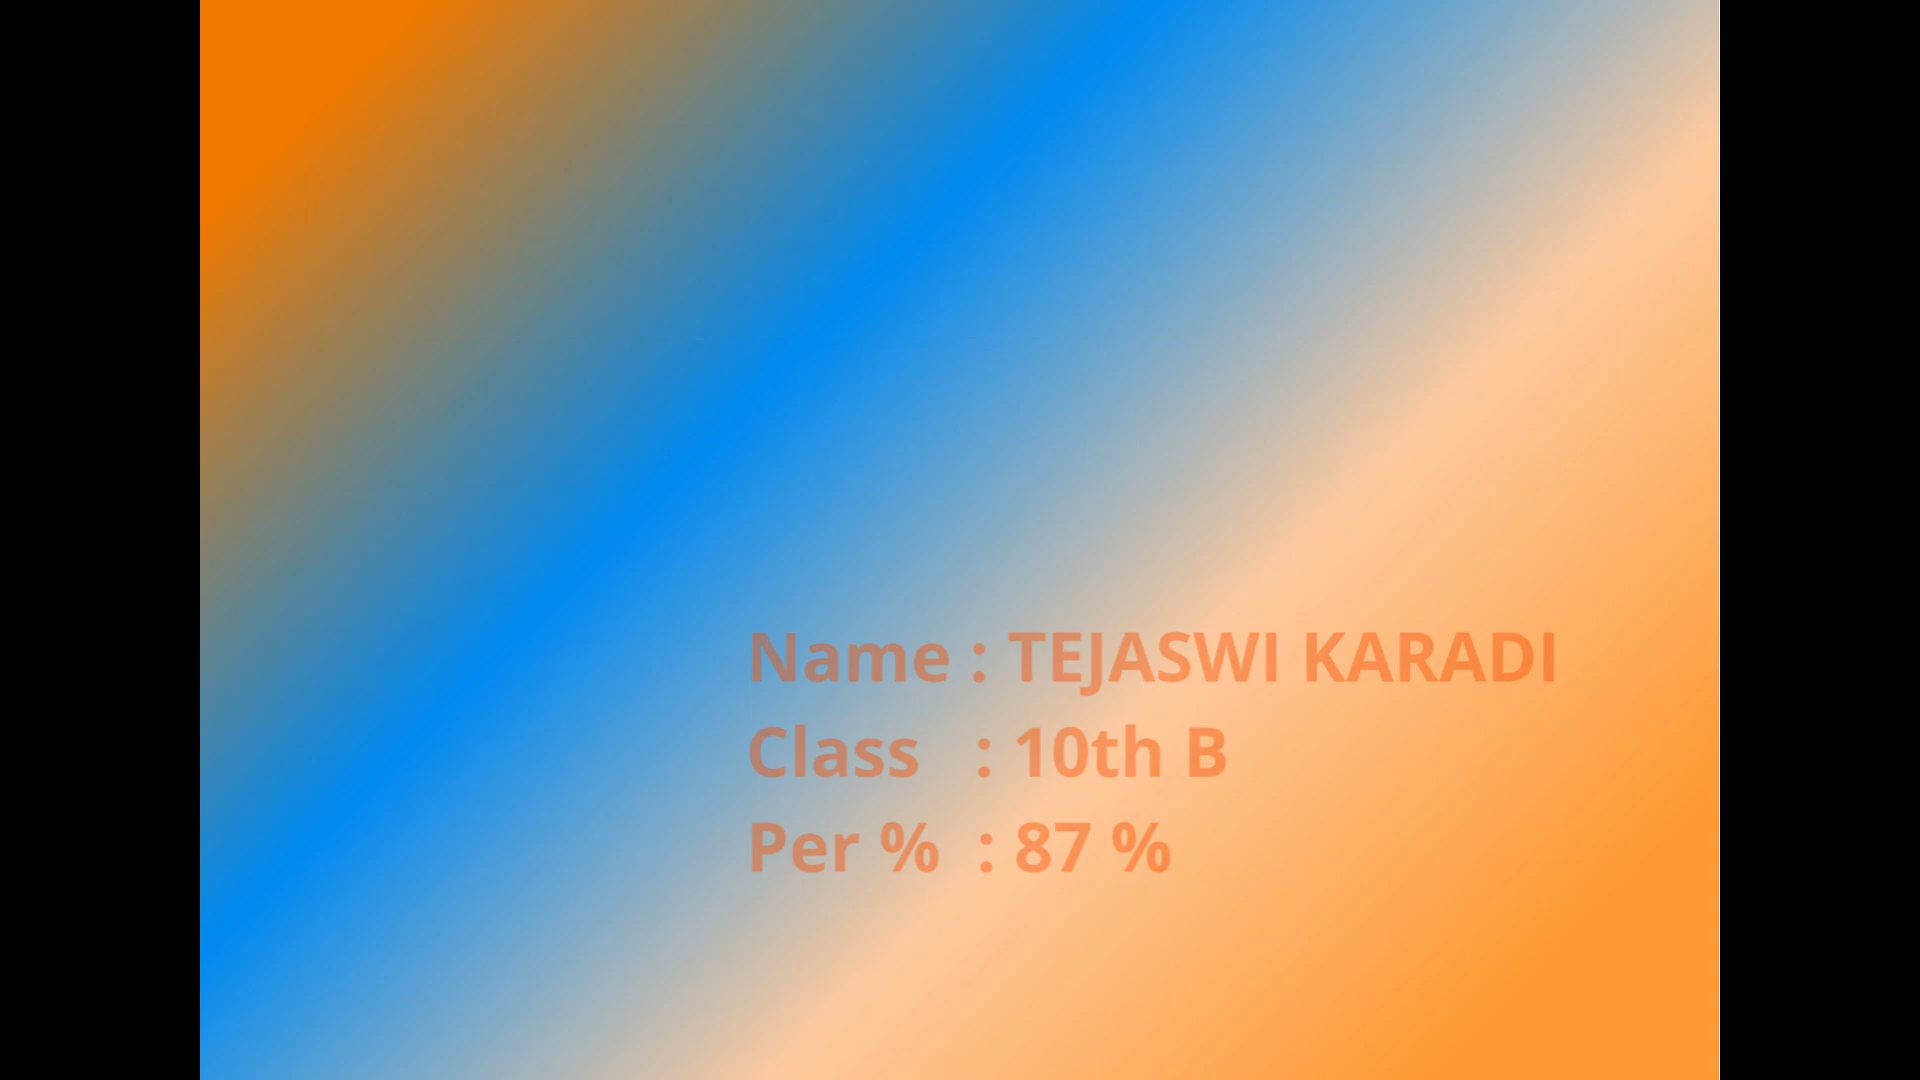 Name : TEJASWI KARADI
Class : 10th B
Per % : 87 %